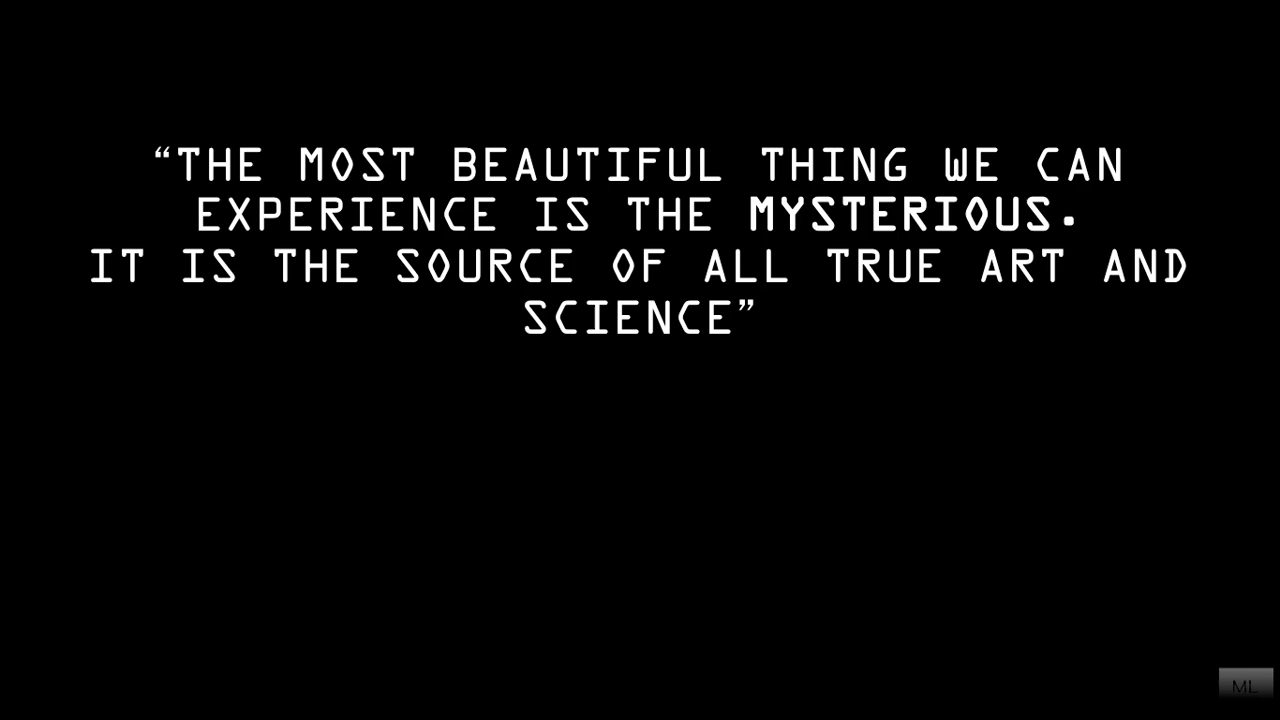 “THE MOST BEAUTIFUL THING WE CAN
EXPERIENCE IS THE MYSTERIOUS.
IT IS THE SOURCE OF ALL TRUE ART AND
SCIENCE”
ML